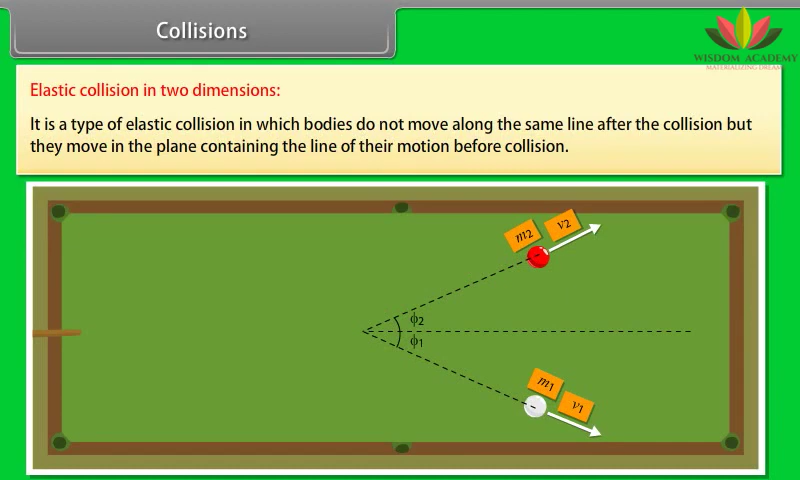 Collisions
WISDOM ACADEMY
MATERIALIZING DREAM
Elastic collision in two dimensions:
It is a type of elastic collision in which bodies do not move along the same line after the collision but
they move in the plane containing the line of their motion before collision.
m2 v2
ϕ2
ϕ1
m1 v1